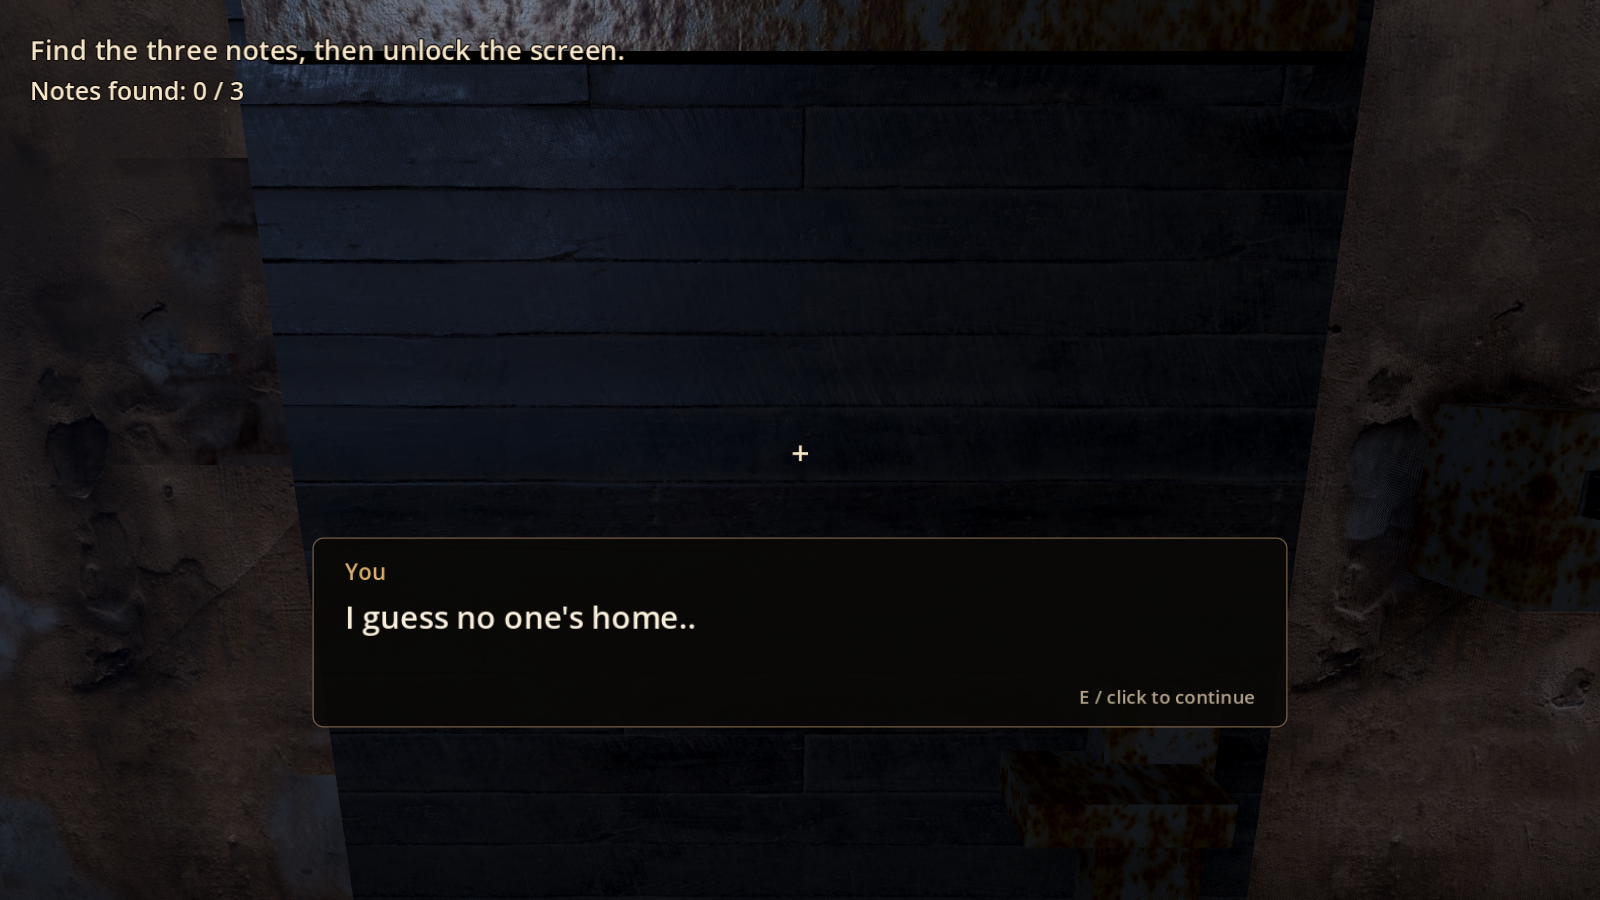 Find the three notes, then unlock the screen.
Notes found: 0 / 3
You
I guess no one's home..
E / click to continue